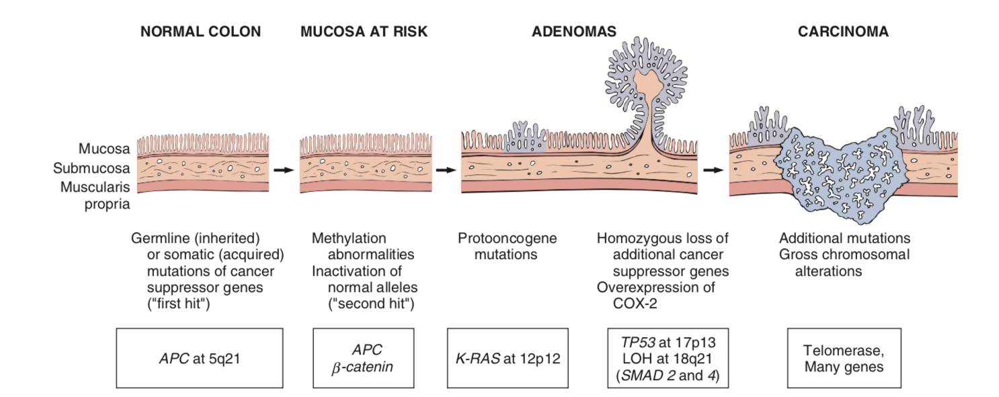 NORMAL COLON
MUCOSA AT RISK
ADENOMAS
CARCINOMA
Mucosa
Submucosa
Muscularis
propria
Germline (inherited)
or somatic (acquired)
mutations of cancer
suppressor genes
("first hit")
Methylation
abnormalities
Inactivation of
normal alleles
("second hit")
Protooncogene
mutations
Homozygous loss of
additional cancer
suppressor genes
Overexpression of
COX-2
Additional mutations
Gross chromosomal
alterations
APC at 5q21
APC
β-catenin
K-RAS at 12p12
TP53 at 17p13
LOH at 18q21
(SMAD 2 and 4)
Telomerase,
Many genes